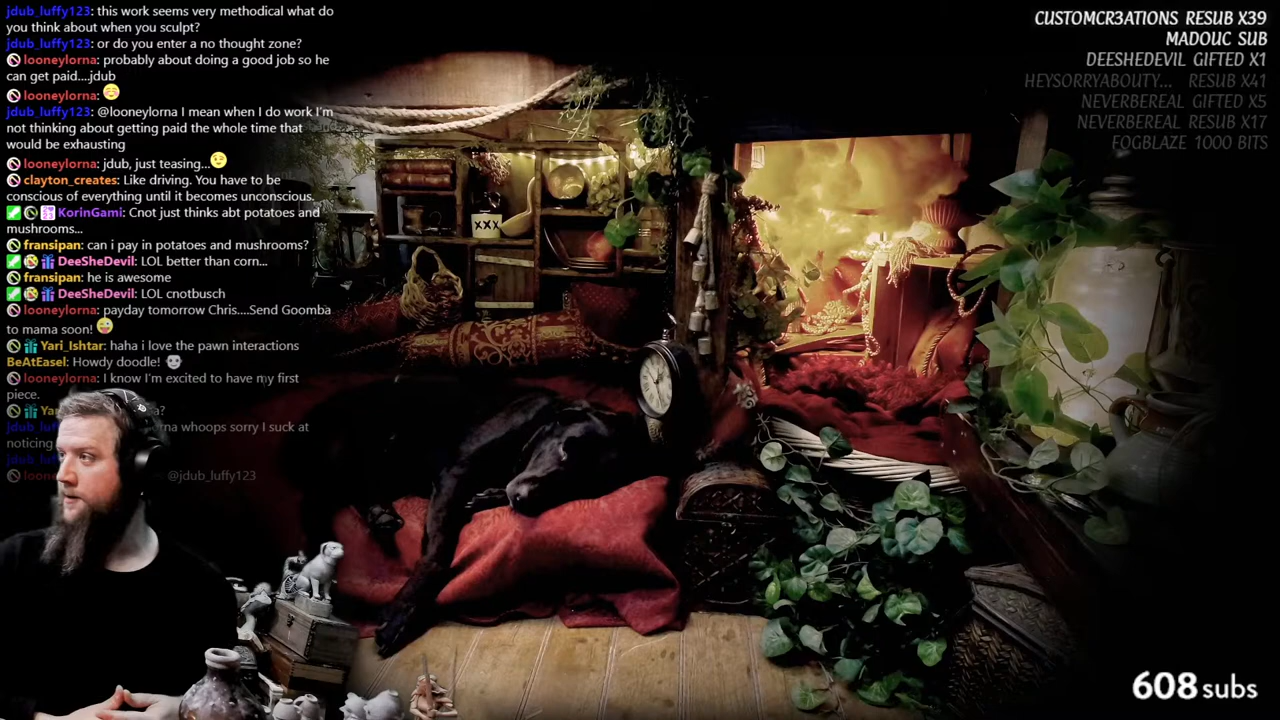 jdub_luffy123: this work seems very methodical what do
you think about when you sculpt?
jdub_luffy123: or do you enter a no thought zone?
looneylorna: probably about doing a good job so he
can get paid....jdub
looneylorna:
jdub_luffy123: @looneylorna I mean when I do work I'm
not thinking about getting paid the whole time that
would be exhausting
looneylorna: jdub, just teasing...
clayton_creates: Like driving. You have to be
conscious of everything until it becomes unconscious.
KorinGami: Cnot just thinks abt potatoes and
mushrooms...
fransipan: can i pay in potatoes and mushrooms?
DeeSheDevil: LOL better than corn...
fransipan: he is awesome
DeeSheDevil: LOL cnotbusch
looneylorna: payday tomorrow Chris....Send Goomba
to mama soon!
Yari_Ishtar: haha i love the pawn interactions
BeAtEasel: Howdy doodle!
looneylorna: I know I'm excited to have my first
piece.
whoops sorry I suck at
noticing
@jdub_luffy123
CUSTOMCR3ATIONS RESUB X39
MADOUC SUB
DEESHEDEVIL GIFTED X1
HEYSORRYABOUTY... RESUB X41
NEVERBEREAL GIFTED X5
NEVERBEREAL RESUB X17
FOGBLAZE 1000 BITS
XXX
608 subs